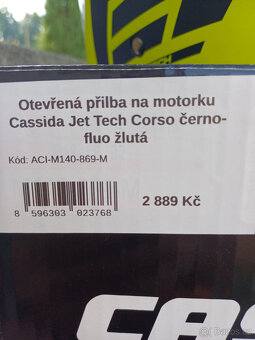 Otevřená přilba na motorku
Cassida Jet Tech Corso černo-
fluo žlutá
Kód: ACI-M140-869-M
2 889 Kč
8 596303 023768
CAS